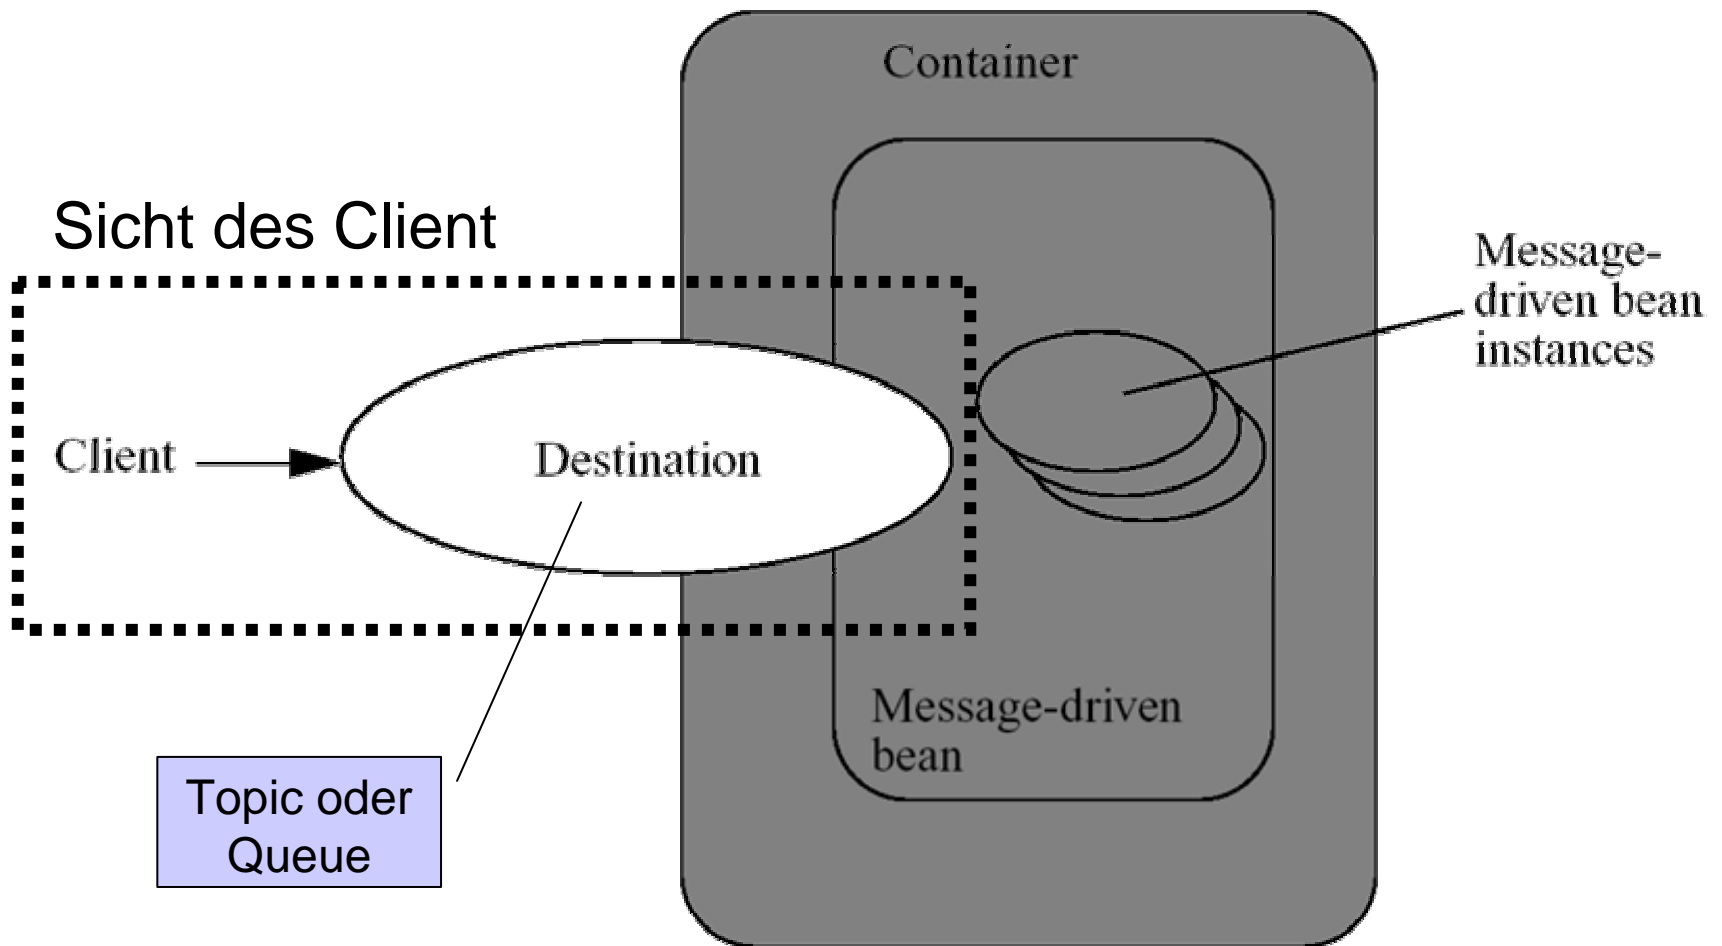 Container
Sicht des Client
Message-
driven bean
instances
Client
Destination
Message-driven
bean
Topic oder
Queue